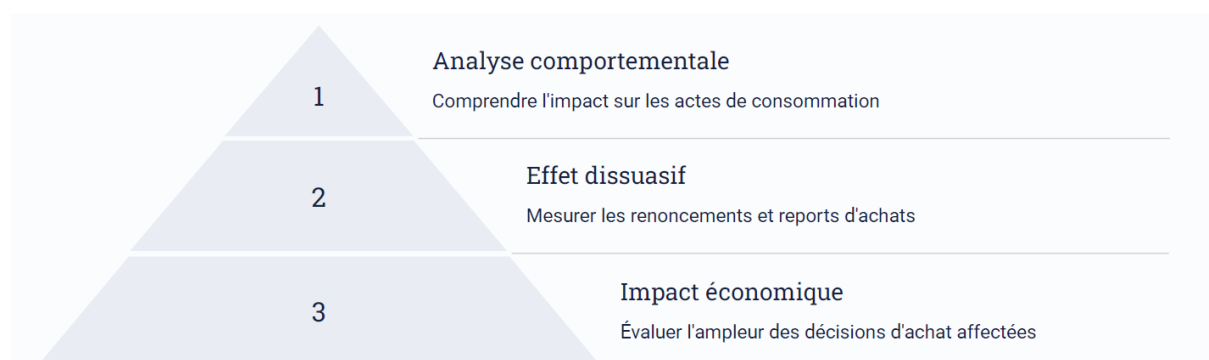 1
Analyse comportementale
Comprendre l'impact sur les actes de consommation
2
Effet dissuasif
Mesurer les renoncements et reports d'achats
3
Impact économique
Évaluer l'ampleur des décisions d'achat affectées